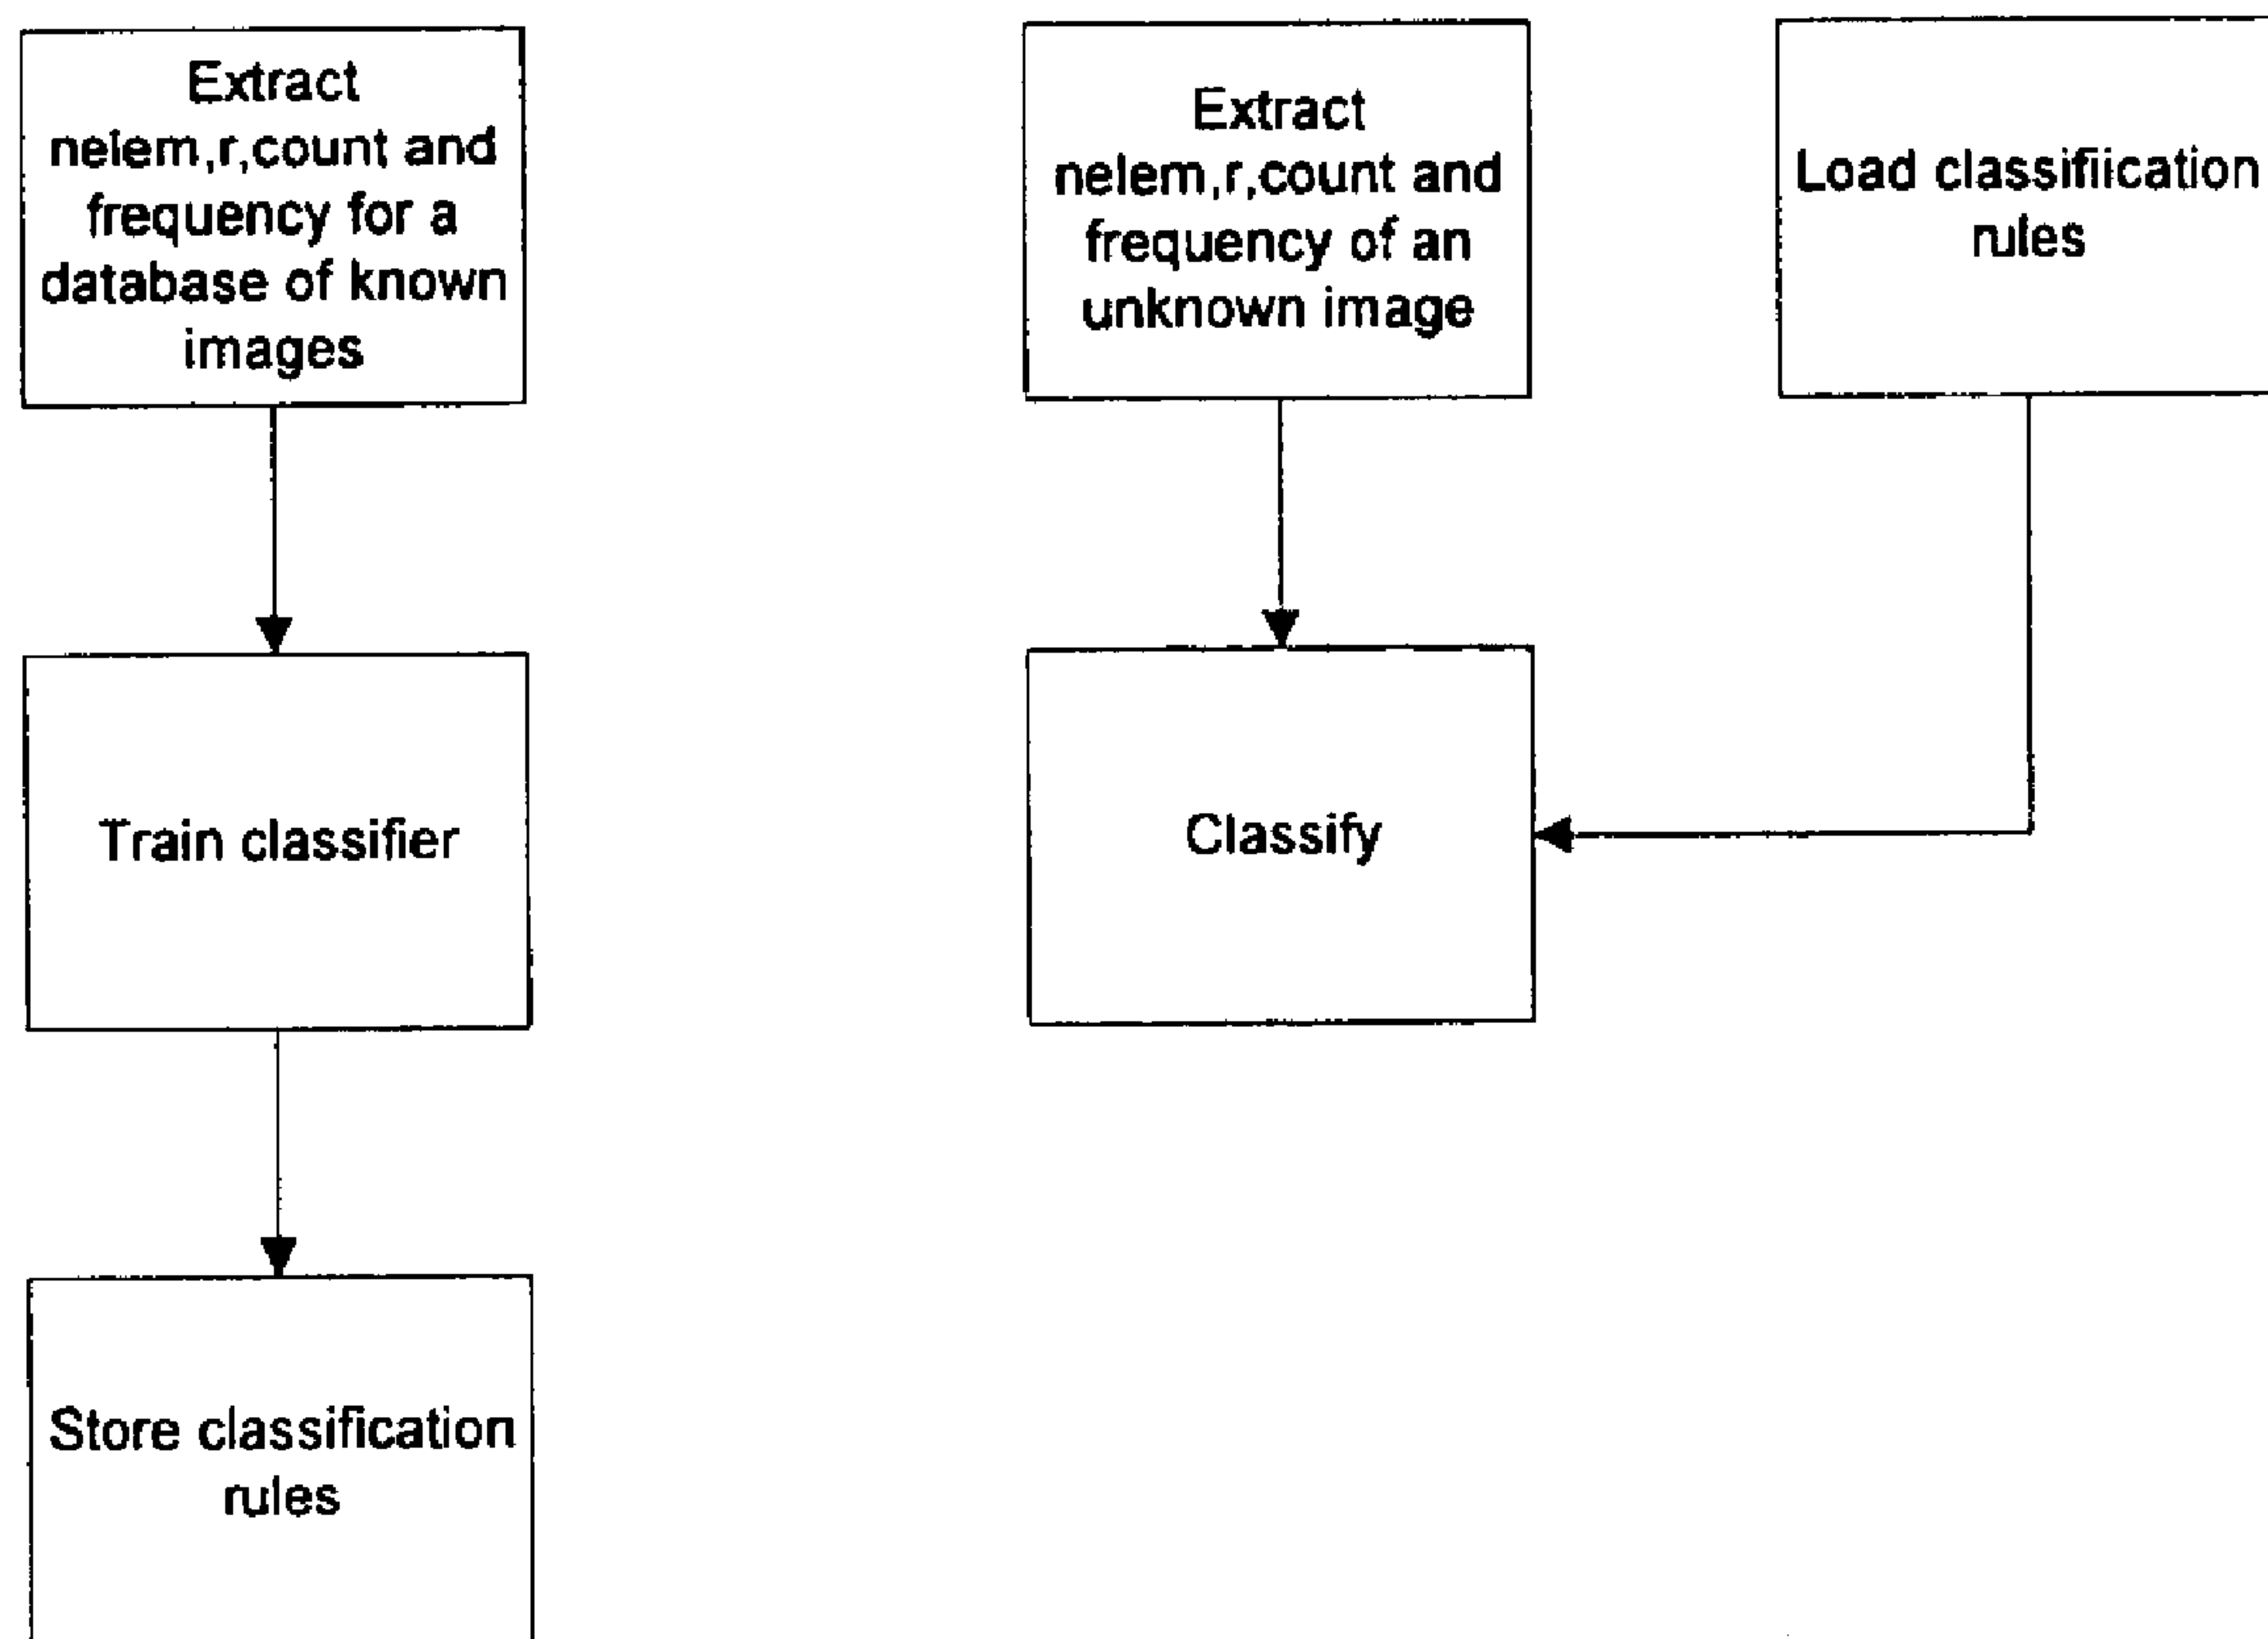 Extract
nelem,r,count and
frequency for a
database of known
images
Train classifier
Store classification
rules
Extract
nelem,r,count and
frequency of an
unknown image
Classify
Load classifiication
rules